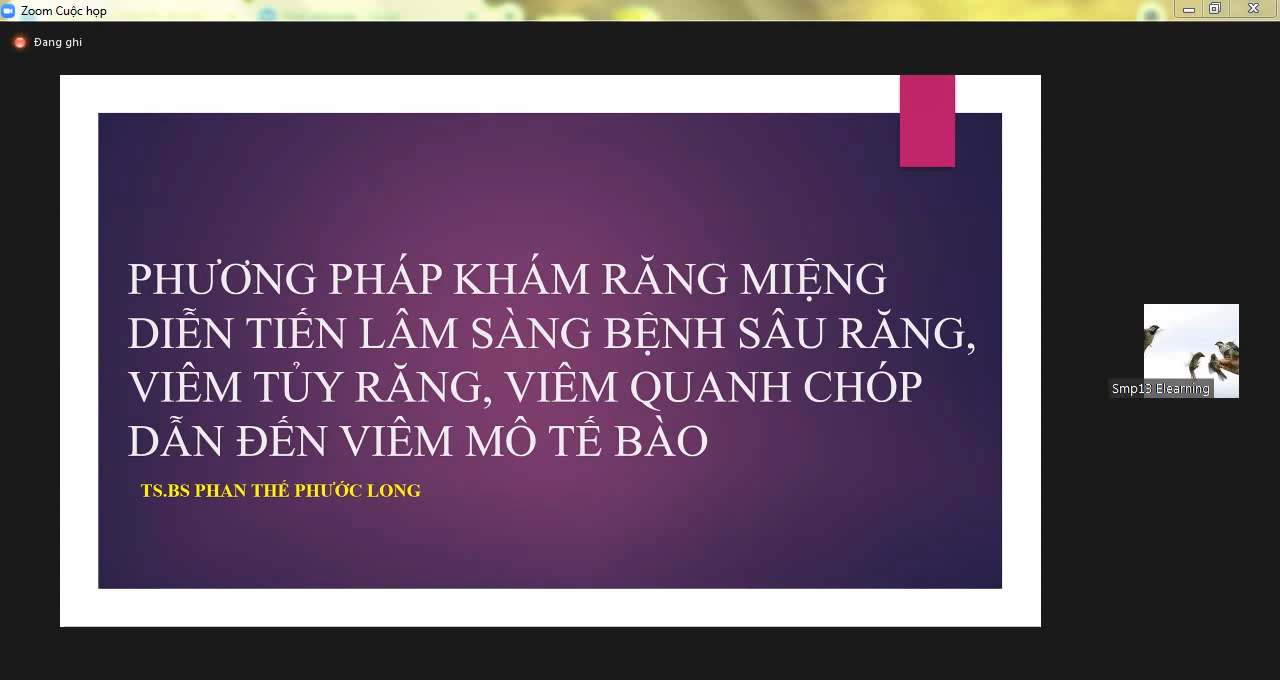 Zoom Cuộc họp
Đang ghi
PHƯƠNG PHÁP KHÁM RĂNG MIỆNG
DIỄN TIẾN LÂM SÀNG BỆNH SÂU RĂNG,
VIÊM TỦY RĂNG, VIÊM QUANH CHÓP
DẪN ĐẾN VIÊM MÔ TẾ BÀO
TS.BS PHAN THẾ PHƯỚC LONG
Smp13 Elearning